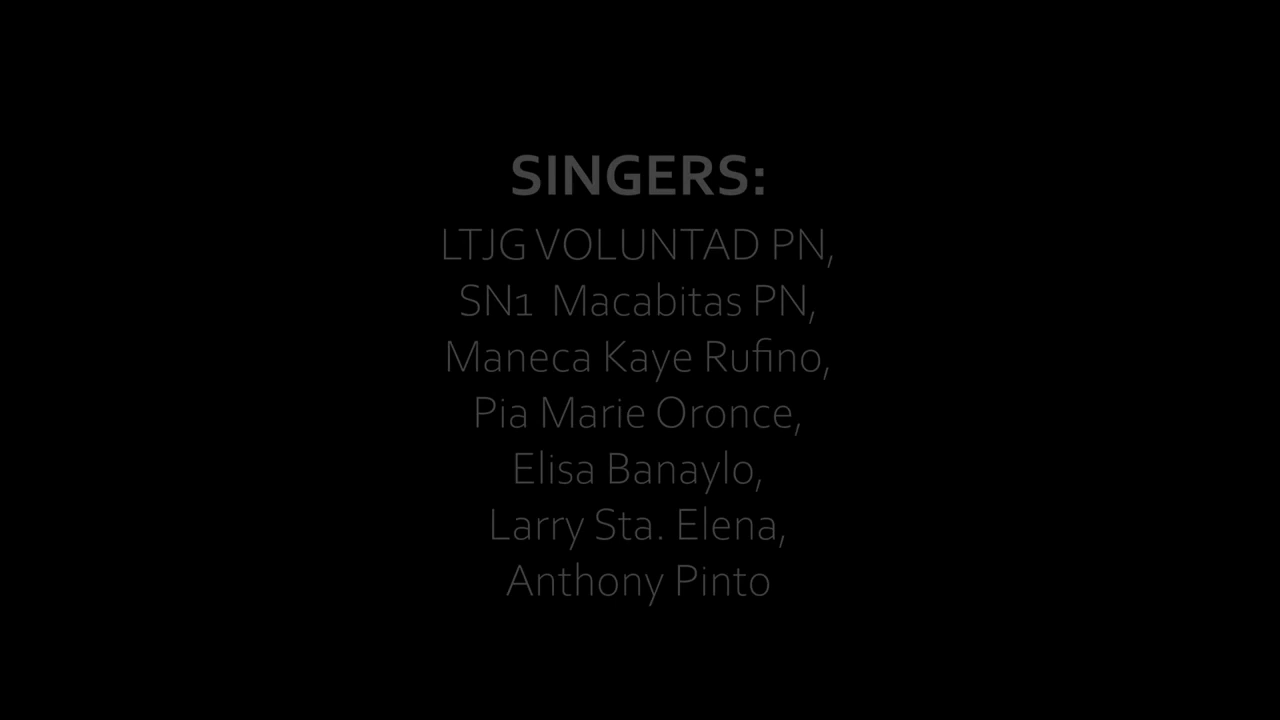 SINGERS:
LTJG VOLUNTAD PN,
SN1 Macabitas PN,
Maneca Kaye Rufino,
Pia Marie Oronce,
Elisa Banaylo,
Larry Sta. Elena,
Anthony Pinto